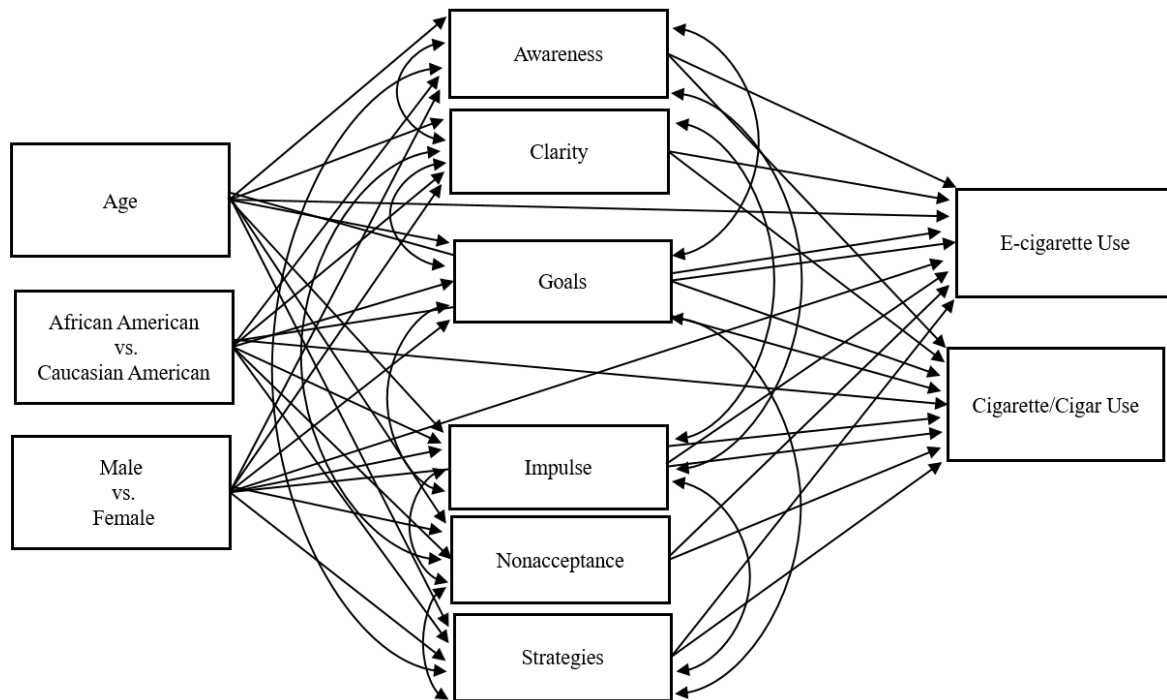 Awareness
Clarity
Age
E-cigarette Use
Goals
African American
vs.
Caucasian American
Cigarette/Cigar Use
Male
vs.
Female
Impulse
Nonacceptance
Strategies